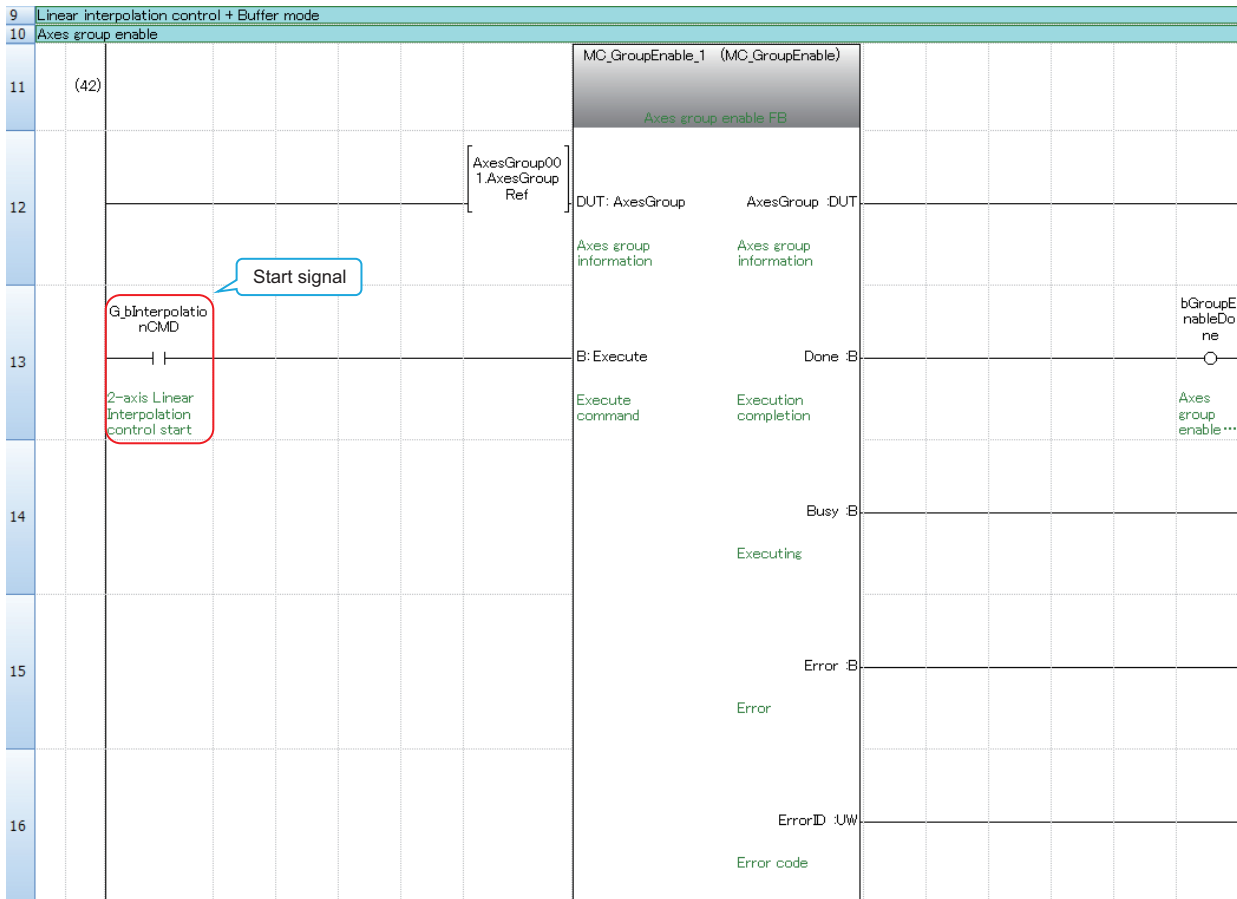 9 Linear interpolation control + Buffer mode
10 Axes group enable
MC_GroupEnable_1 (MC_GroupEnable)
11 (42)
Axes group enable FB
AxesGroup00
1.AxesGroup
Ref
12
DUT: AxesGroup AxesGroup :DUT
Axes group
information
Axes group
information
Start signal
G_bInterpolatio
nCMD
bGroupE
nableDo
ne
13
B: Execute Done :B
2-axis Linear
Interpolation
control start
Execute
command
Execution
completion
Axes
group
enable...
14
Busy :B
Executing
15
Error :B
Error
16
ErrorID :UW
Error code